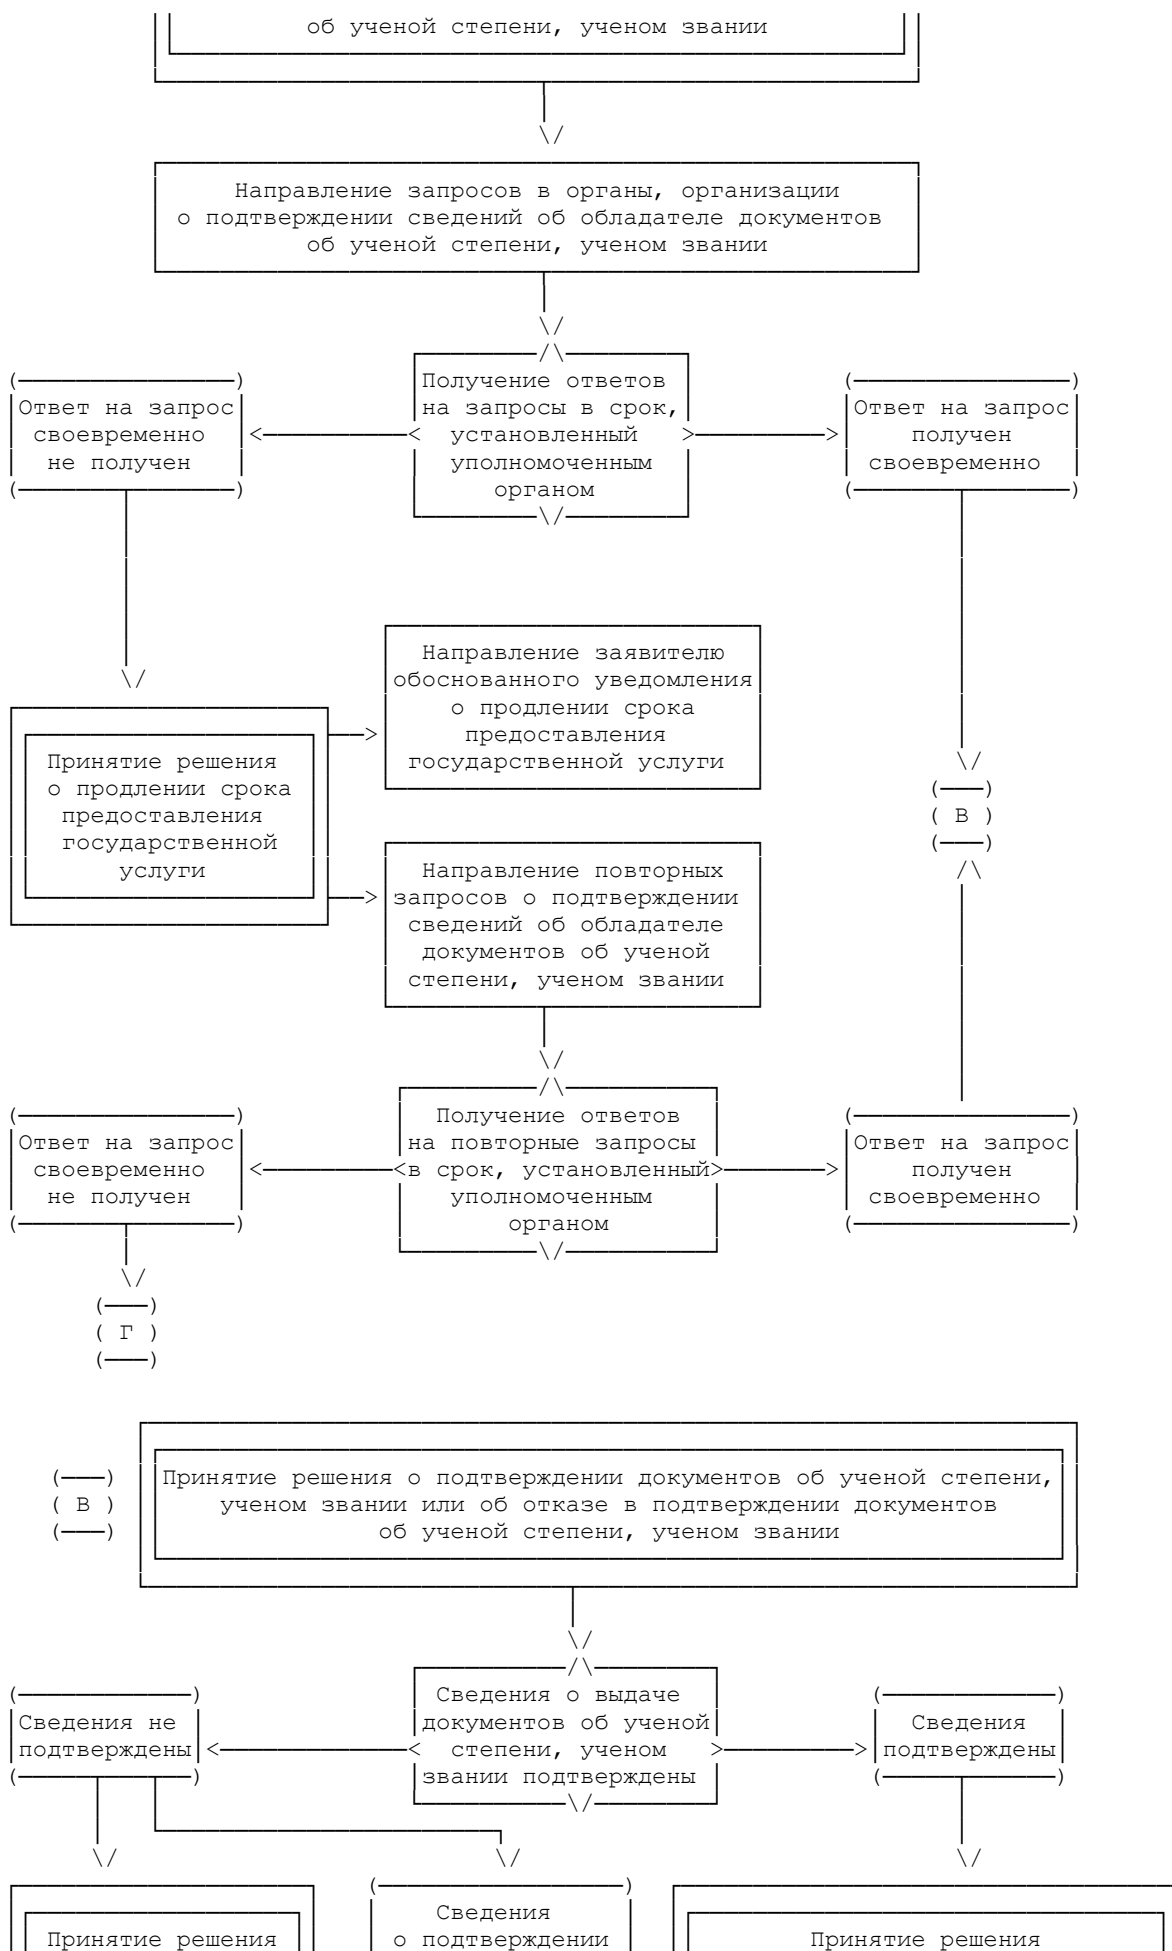 об ученой степени, ученом звании
Направление запросов в органы, организации
о подтверждении сведений об обладателе документов
об ученой степени, ученом звании
Получение ответов
на запросы в срок,
установленный
уполномоченным
органом
Ответ на запрос
своевременно
не получен
Ответ на запрос
получен
своевременно
Направление заявителю
обоснованного уведомления
о продлении срока
предоставления
государственной услуги
Принятие решения
о продлении срока
предоставления
государственной
услуги
В
Направление повторных
запросов о подтверждении
сведений об обладателе
документов об ученой
степени, ученом звании
Получение ответов
на повторные запросы
в срок, установленный
уполномоченным
органом
Ответ на запрос
своевременно
не получен
Ответ на запрос
получен
своевременно
Г
В
Принятие решения о подтверждении документов об ученой степени,
ученом звании или об отказе в подтверждении документов
об ученой степени, ученом звании
Сведения о выдаче
документов об ученой
степени, ученом
звании подтверждены
Сведения не
подтверждены
Сведения
подтверждены
Принятие решения
Сведения
о подтверждении
Принятие решения